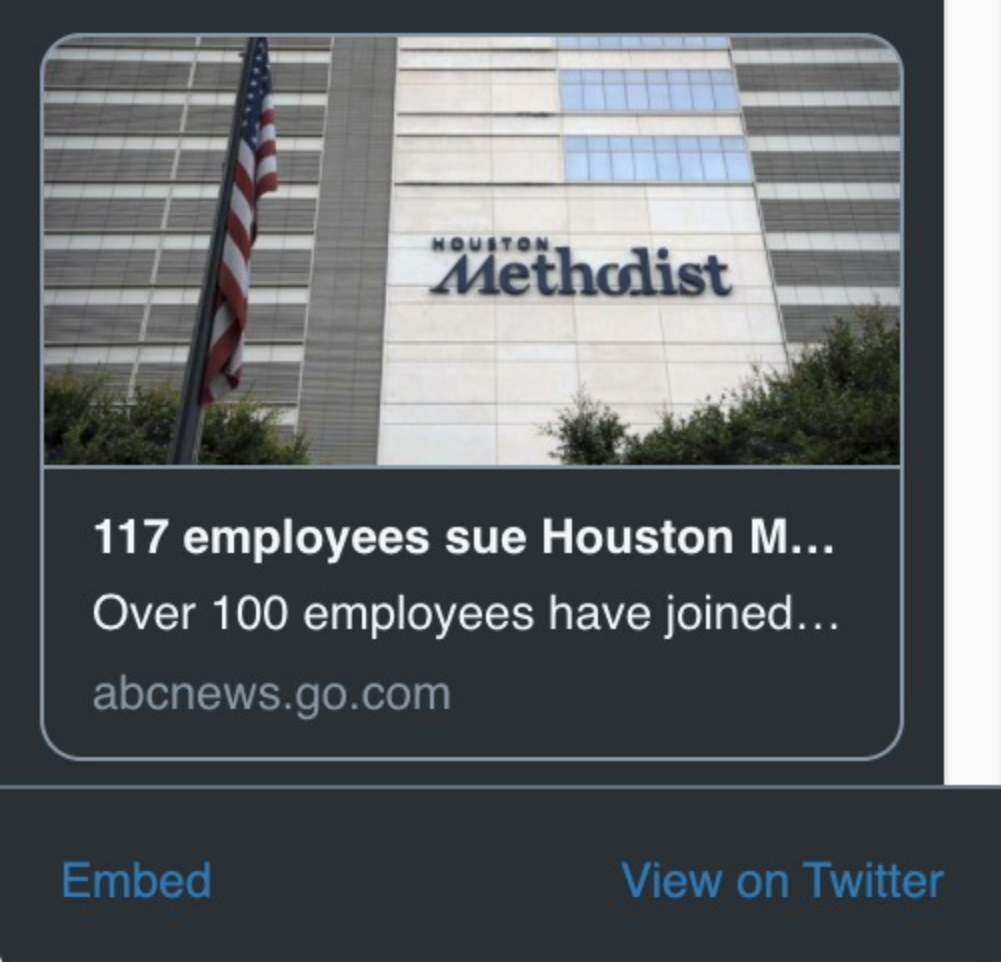 HOUSTON
Methodist
117 employees sue Houston M...
Over 100 employees have joined...
abcnews.go.com
Embed
View on Twitter